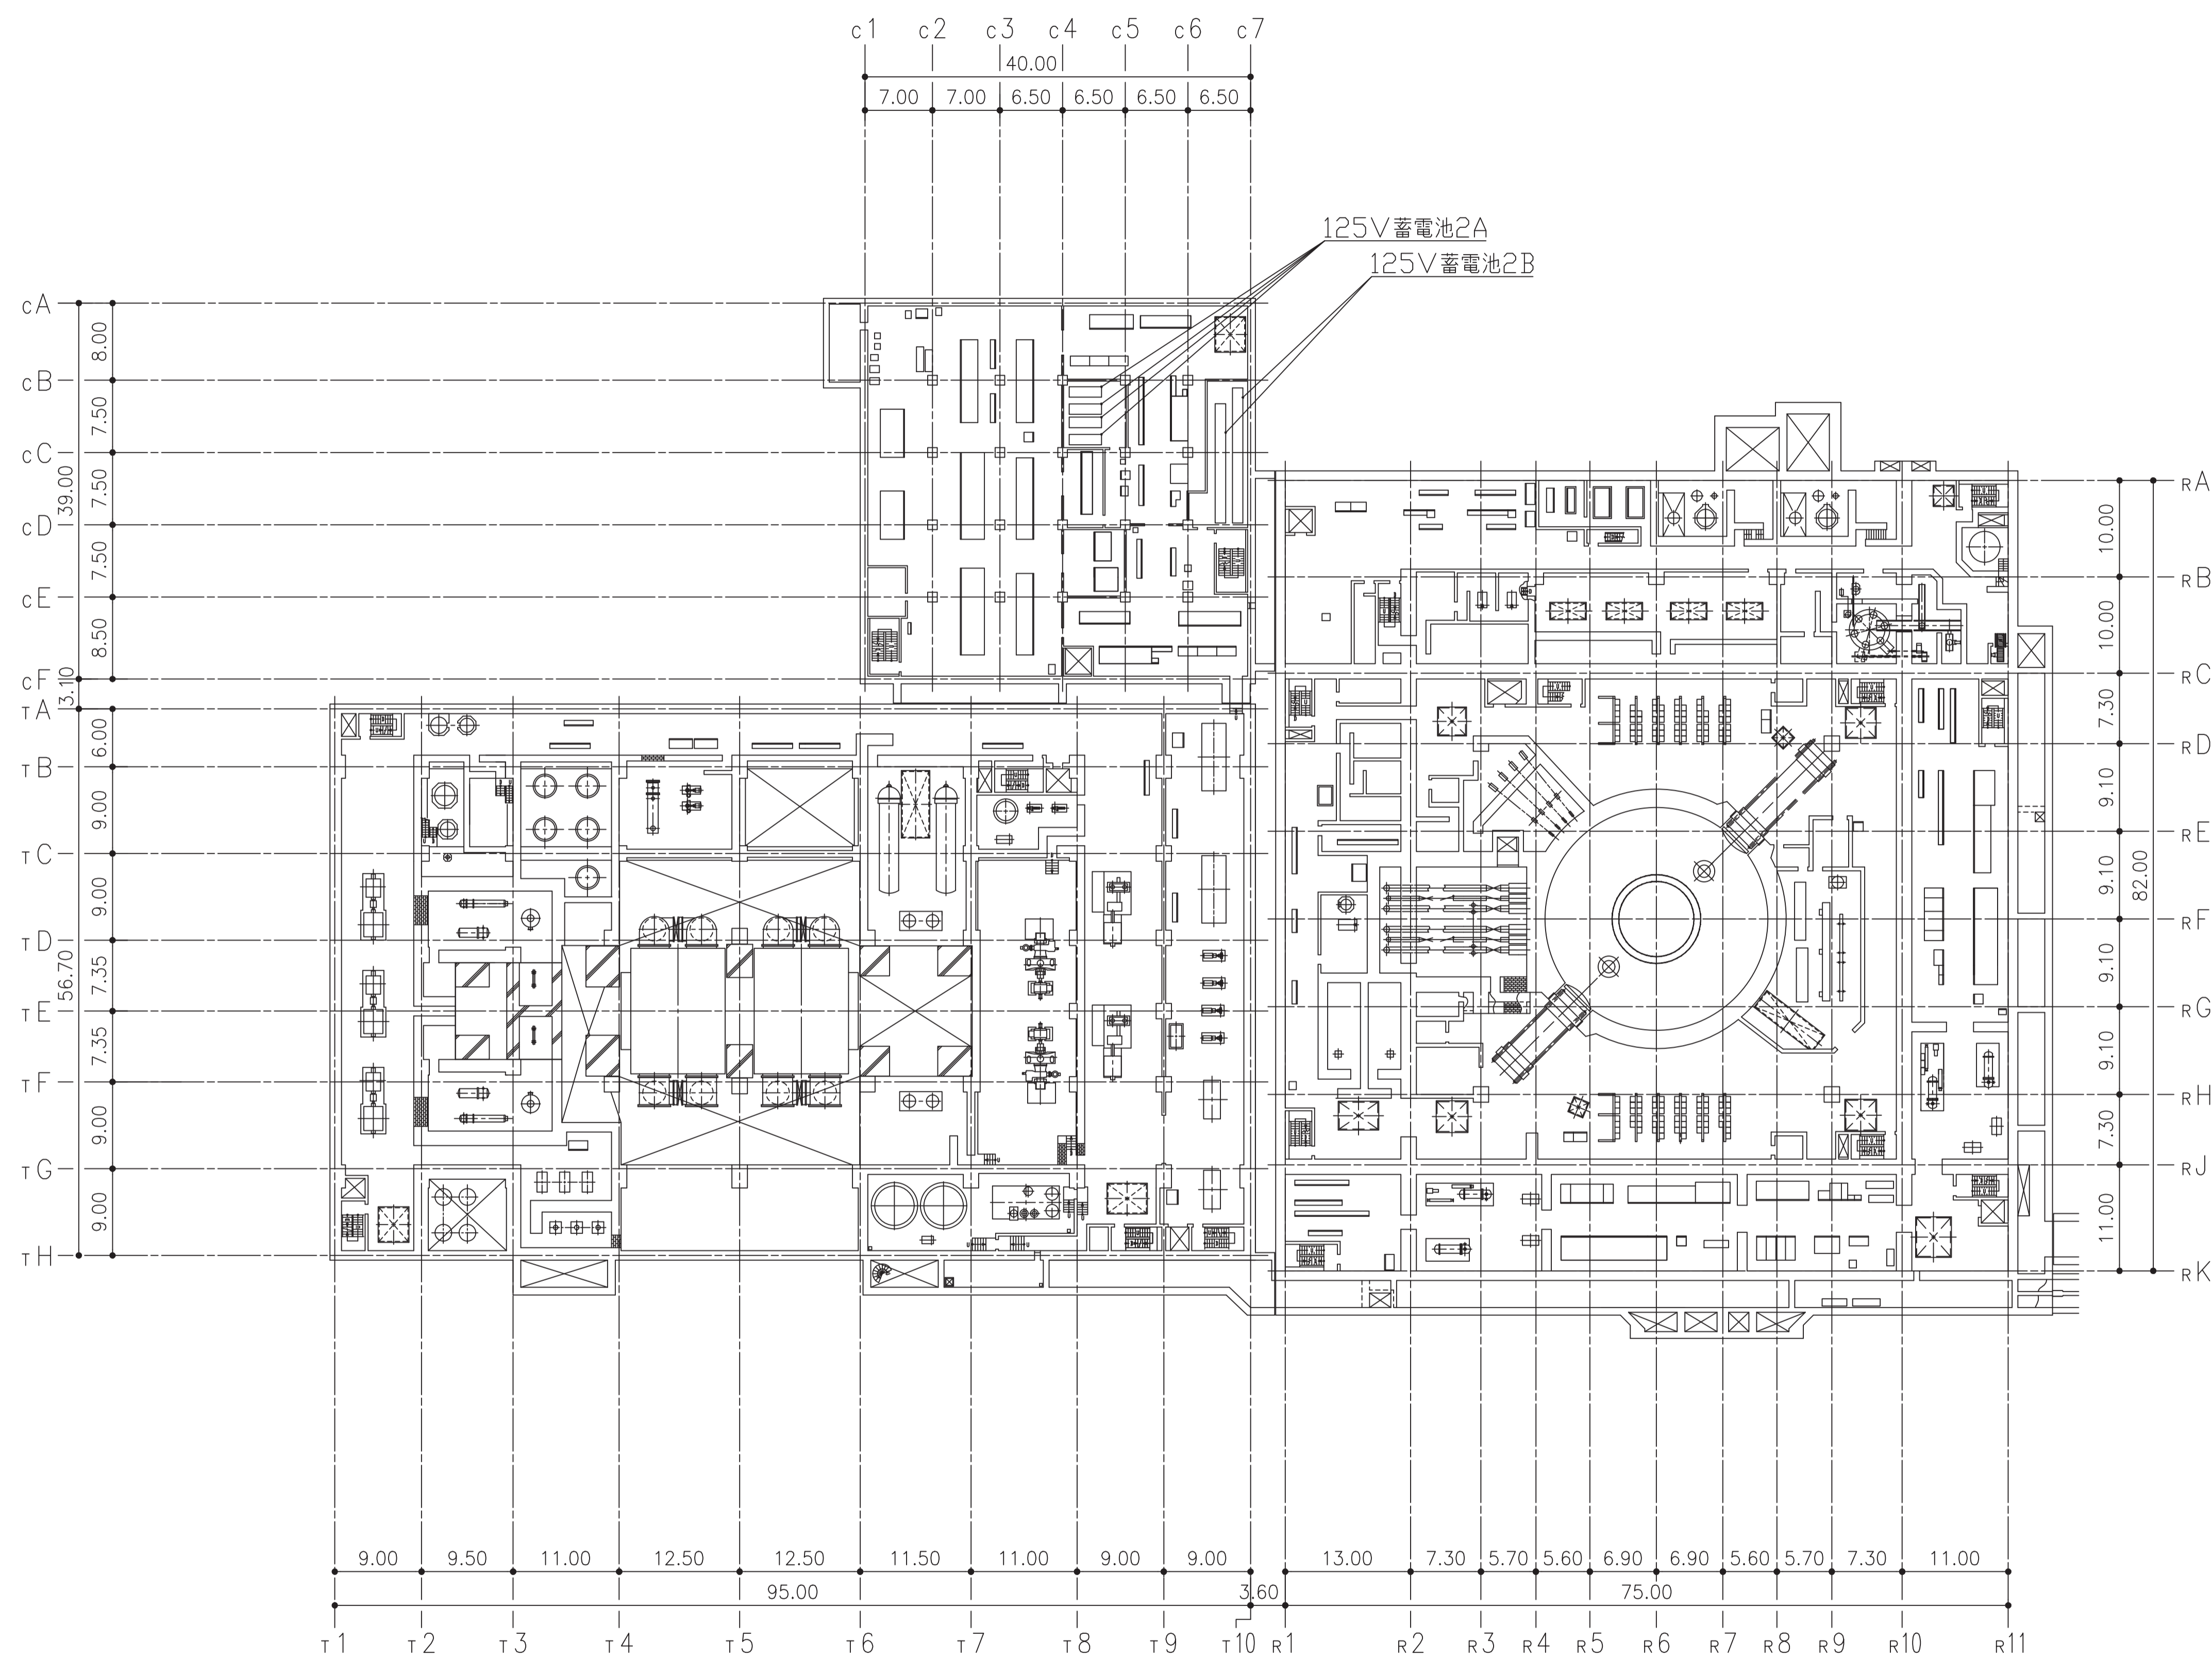 c1 c2 c3 c4 c5 c6 c7
40.00
7.00 7.00 6.50 6.50 6.50 6.50
125V蓄電池2A
125V蓄電池2B
cA
8.00
cB
7.50
cC
39.00
7.50
cD
7.50
cE
8.50
cF
3.10
TA
6.00
TB
9.00
TC
9.00
TD
56.70
7.35
TE
7.35
TF
9.00
TG
9.00
TH
RA
10.00
RB
10.00
RC
7.30
RD
9.10
RE
82.00
9.10
RF
9.10
RG
9.10
RH
7.30
RJ
11.00
RK
9.00 9.50 11.00 12.50 12.50 11.50 11.00 9.00 9.00 13.00 7.30 5.70 5.60 6.90 6.90 5.60 5.70 7.30 11.00
95.00 3.60 75.00
T1 T2 T3 T4 T5 T6 T7 T8 T9 T10 R1 R2 R3 R4 R5 R6 R7 R8 R9 R10 R11